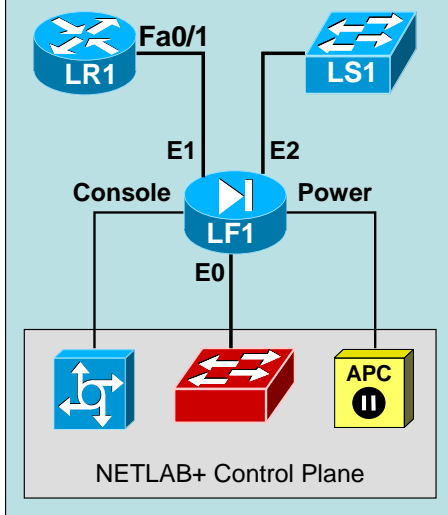 Fa0/1
LR1
LS1
E1
E2
Console
Power
LF1
E0
APC
NETLAB+ Control Plane